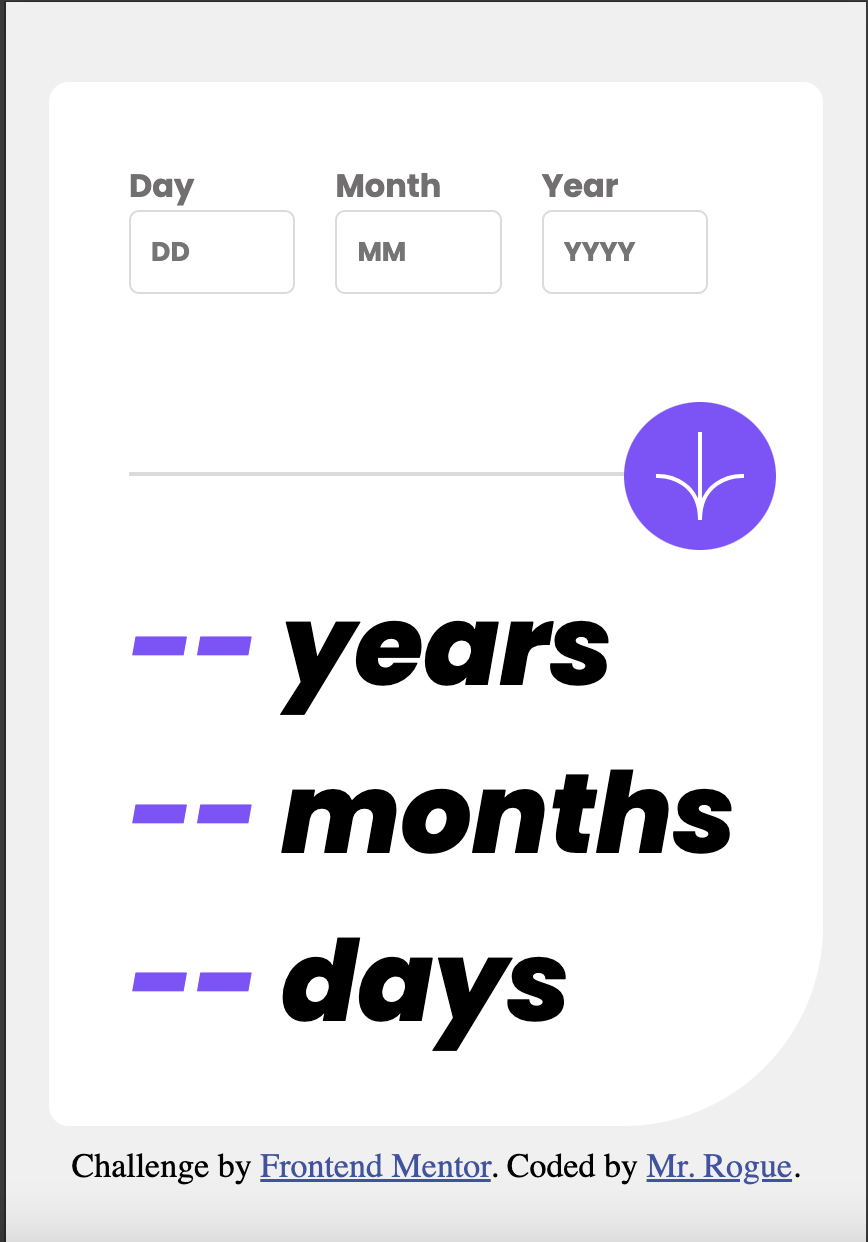 Day Month Year
DD MM YYYY
-- years
-- months
-- days
Challenge by Frontend Mentor. Coded by Mr. Rogue.